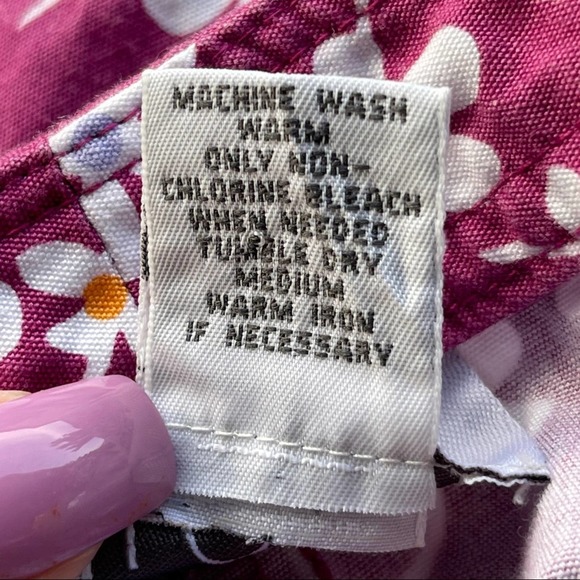 MACHINE WASH
WARM
ONLY NON-
CHLORINE BLEACH
WHEN NEEDED
TUMBLE DRY
MEDIUM
WARM IRON
IF NECESSARY